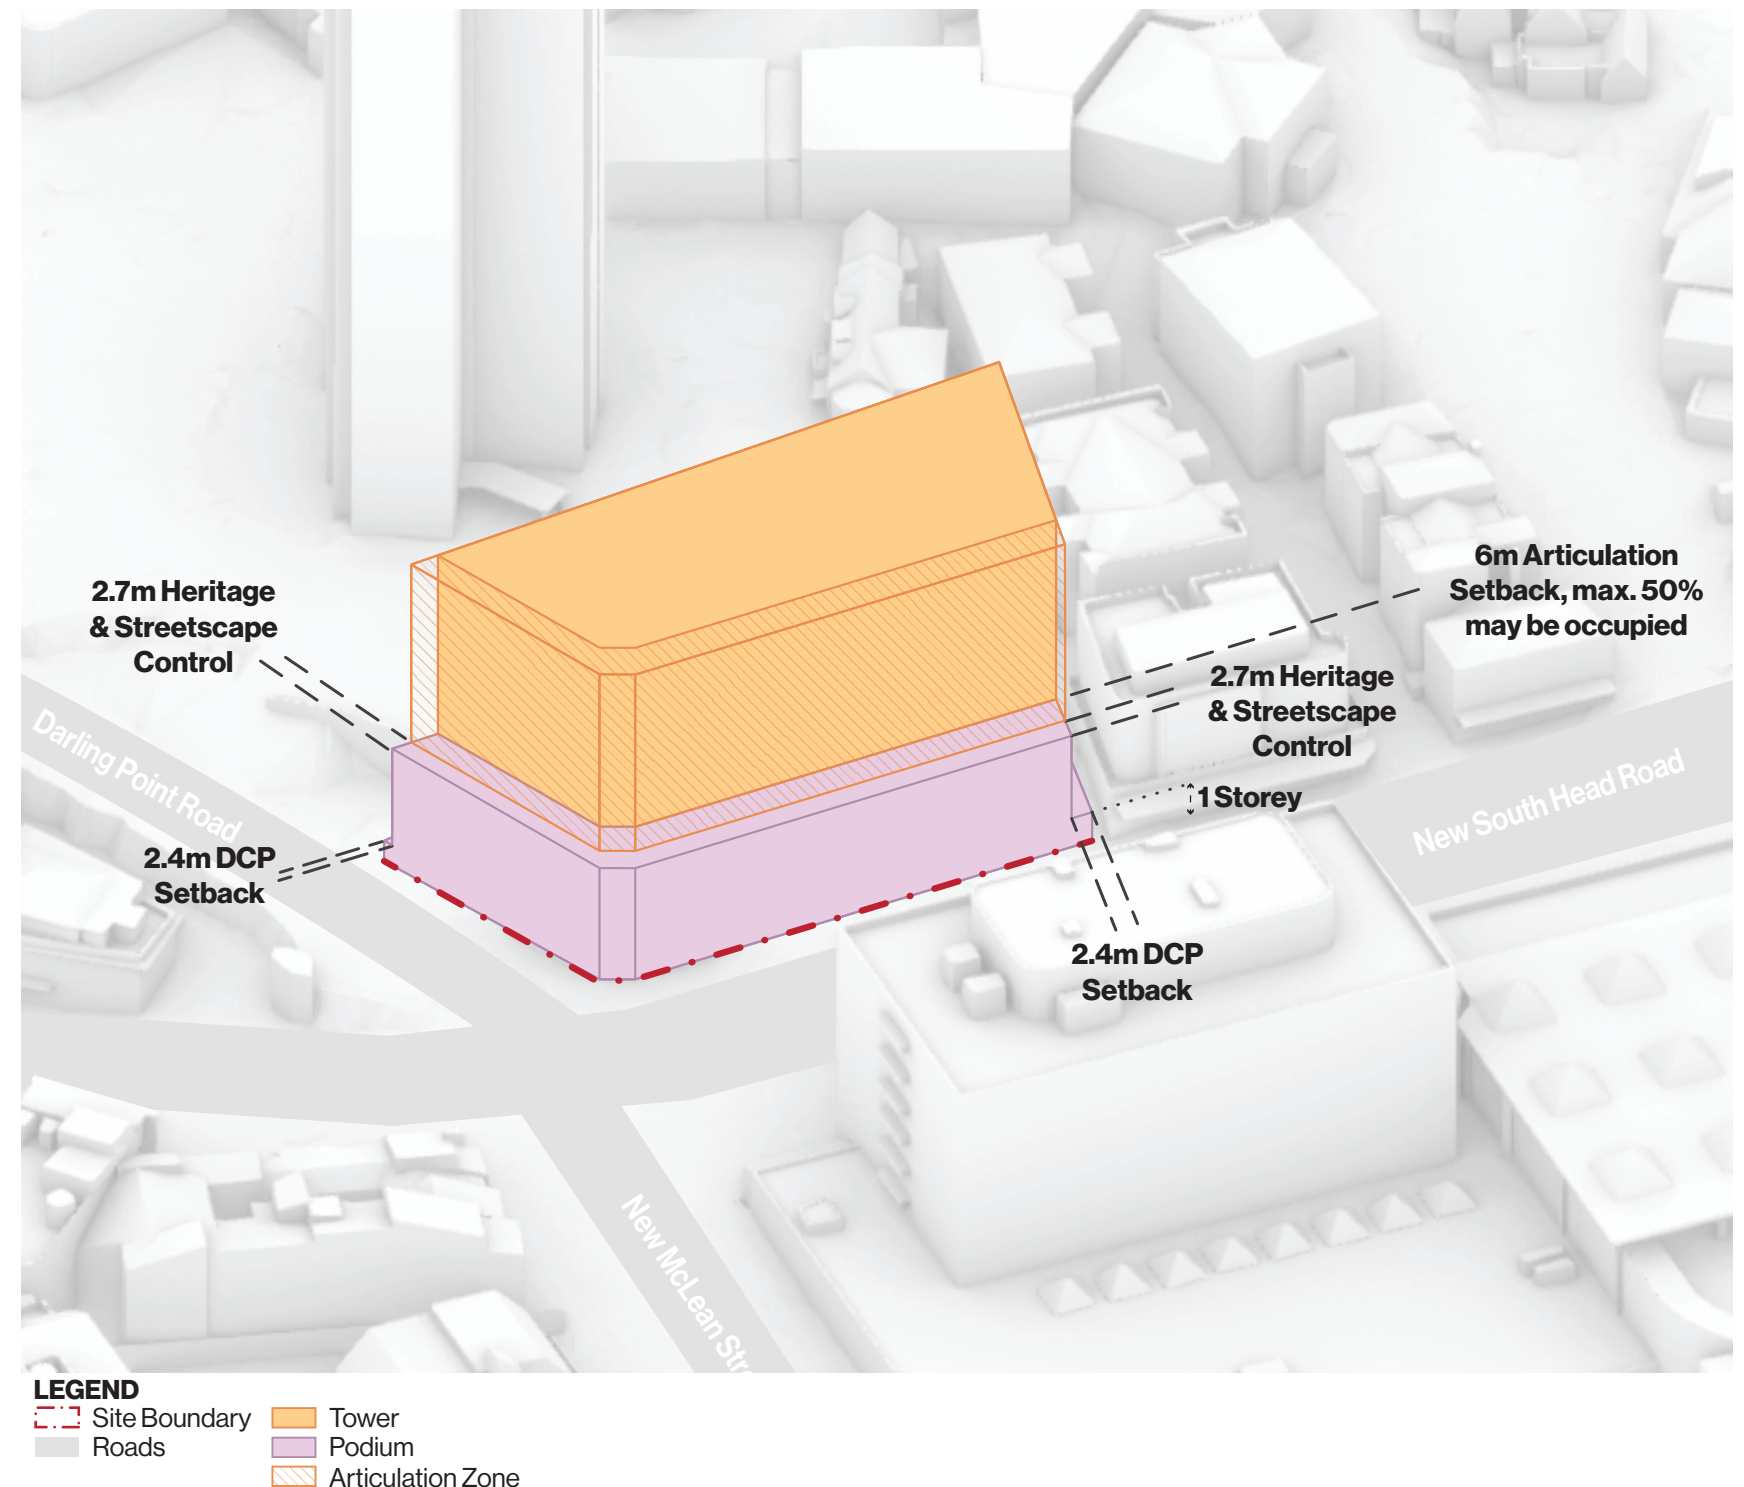 2.7m Heritage
& Streetscape
Control
6m Articulation
Setback, max. 50%
may be occupied
2.7m Heritage
& Streetscape
Control
Darling Point Road
1 Storey
New South Head Road
2.4m DCP
Setback
2.4m DCP
Setback
New McLean Stre
LEGEND
Site Boundary
Roads
Tower
Podium
Articulation Zone